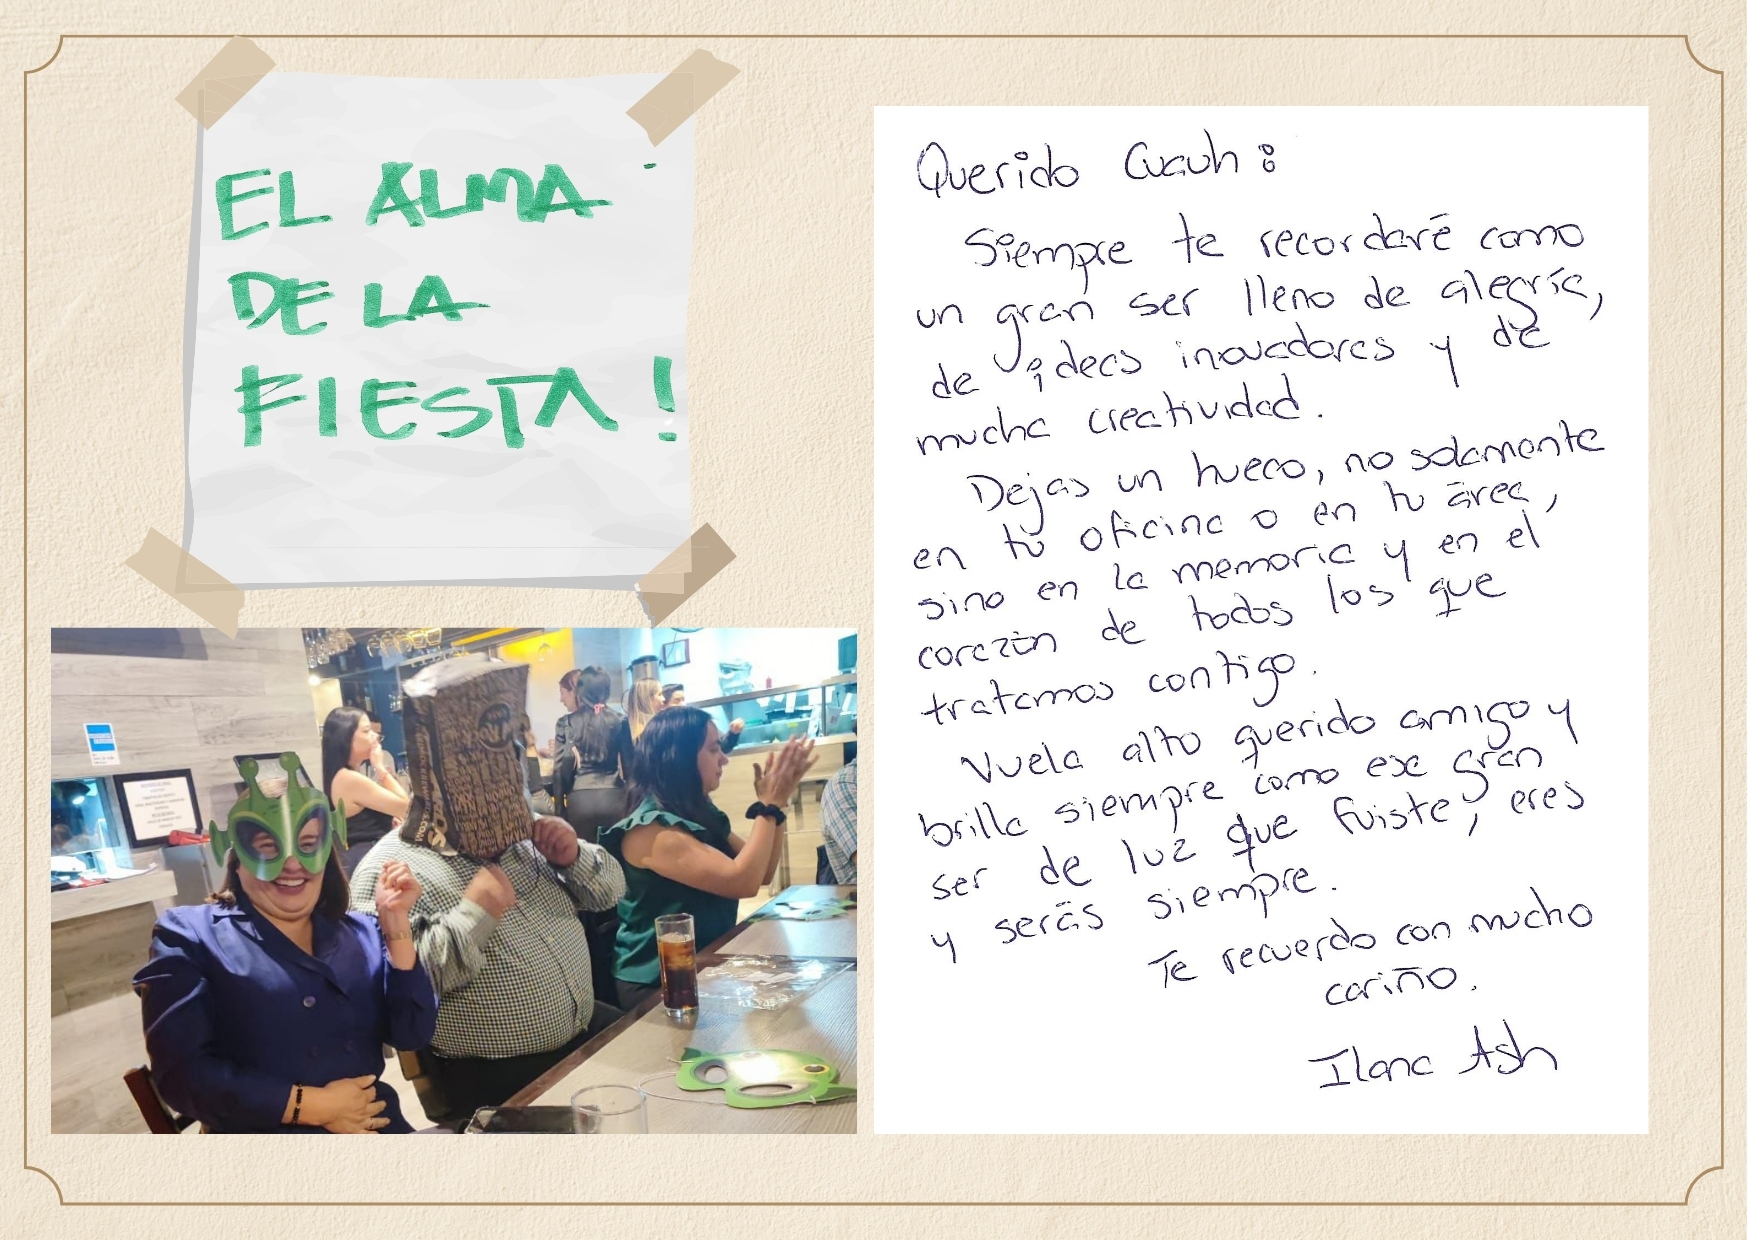 EL ALMA
DE LA
FIESTA!
Querido Cuauh:
Siempre te recordaré como
un gran ser lleno de alegría,
de ideas inovadores y de
mucha creatividad.
Dejas un hueco, no solamente
en tu oficina o en tu área,
sino en la memoria y en el
corazón de todos los que
tratamos contigo.
Vuela alto querido amigo y
brilla siempre como ese gran
ser de luz que fuiste, eres
y serás siempre.
Te recuerdo con mucho
cariño.
Ilana Ash